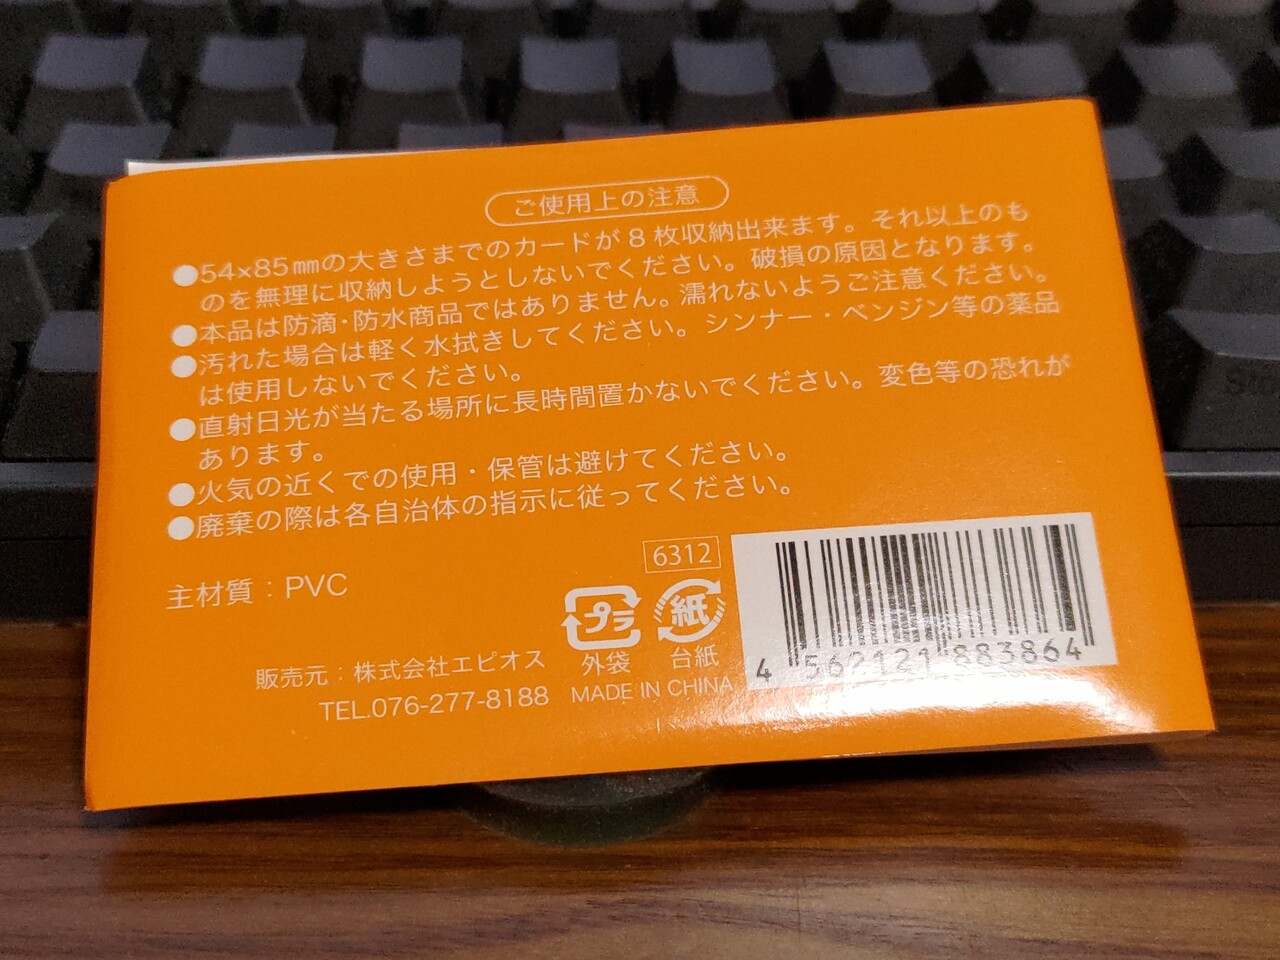 ご使用上の注意
●54×85㎜の大きさまでのカードが8枚収納出来ます。それ以上のも
のを無理に収納しようとしないでください。破損の原因となります。
●本品は防滴・防水商品ではありません。濡れないようご注意ください。
●汚れた場合は軽く水拭きしてください。シンナー・ベンジン等の薬品
は使用しないでください。
●直射日光が当たる場所に長時間置かないでください。変色等の恐れが
あります。
●火気の近くでの使用・保管は避けてください。
●廃棄の際は各自治体の指示に従ってください。
6312
主材質：PVC
プラ 紙
外袋 台紙
販売元：株式会社エピオス
TEL.076-277-8188
MADE IN CHINA
4 562121 883864